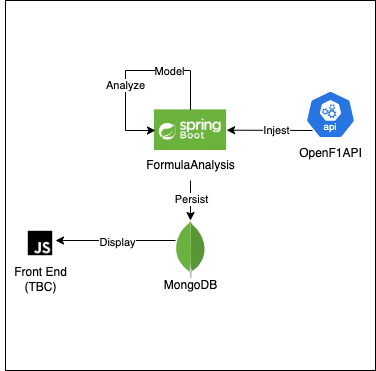 Model
Analyze
spring
Boot
api
Injest
OpenF1API
FormulaAnalysis
Persist
JS
Display
Front End
(TBC)
MongoDB